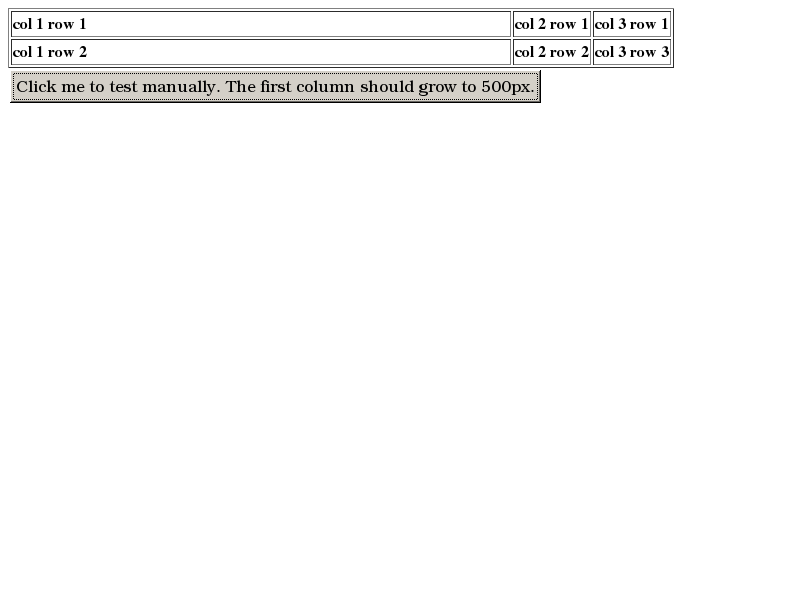 col 1 row 1 col 2 row 1 col 3 row 1
col 1 row 2 col 2 row 2 col 3 row 3
Click me to test manually. The first column should grow to 500px.